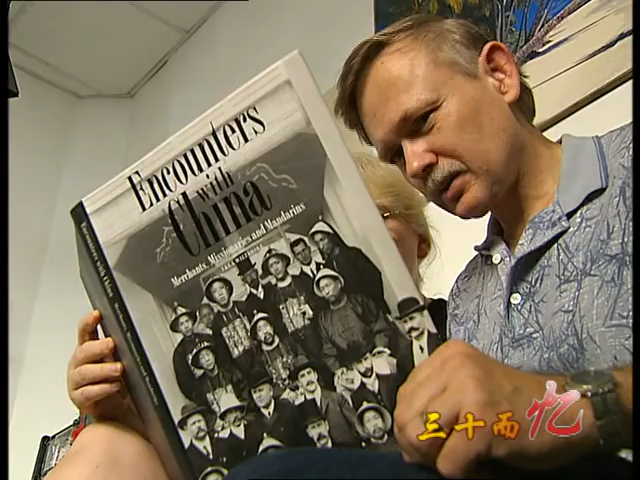 Encounters
with
China
Merchants, Missionaries and Mandarins
三十而忆